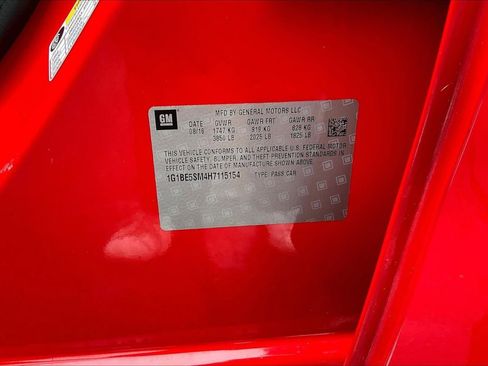 GM
MFD BY GENERAL MOTORS LLC
DATE GVWR GAWR FRT GAWR RR
08/16 1747 KG 919 KG 828 KG
3850 LB 2025 LB 1825 LB
THIS VEHICLE CONFORMS TO ALL APPLICABLE U.S. FEDERAL MOTOR
VEHICLE SAFETY, BUMPER, AND THEFT PREVENTION STANDARDS IN
EFFECT ON THE DATE OF MANUFACTURE SHOWN ABOVE.
1G1BE5SM4H7115154 TYPE: PASS CAR